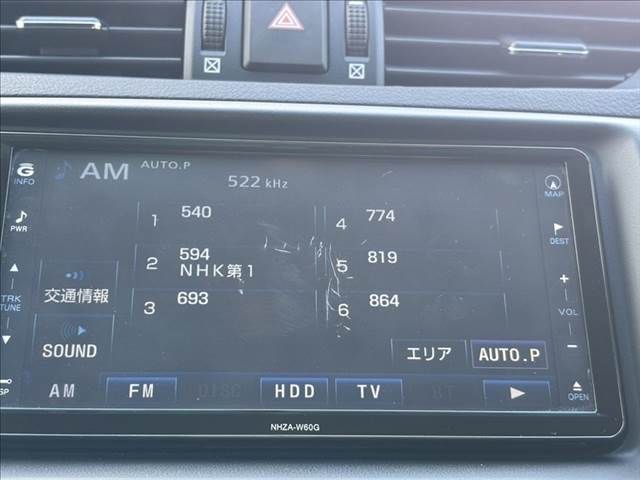 G INFO
AM AUTO.P
522 kHz
MAP
PWR
DEST
1 540
4 774
2 594
NHK第1
5 819
3 693
6 864
交通情報
TRK
TUNE
VOL
SOUND
エリア AUTO.P
AM FM DISC HDD TV BT
OPEN
NHZA-W60G